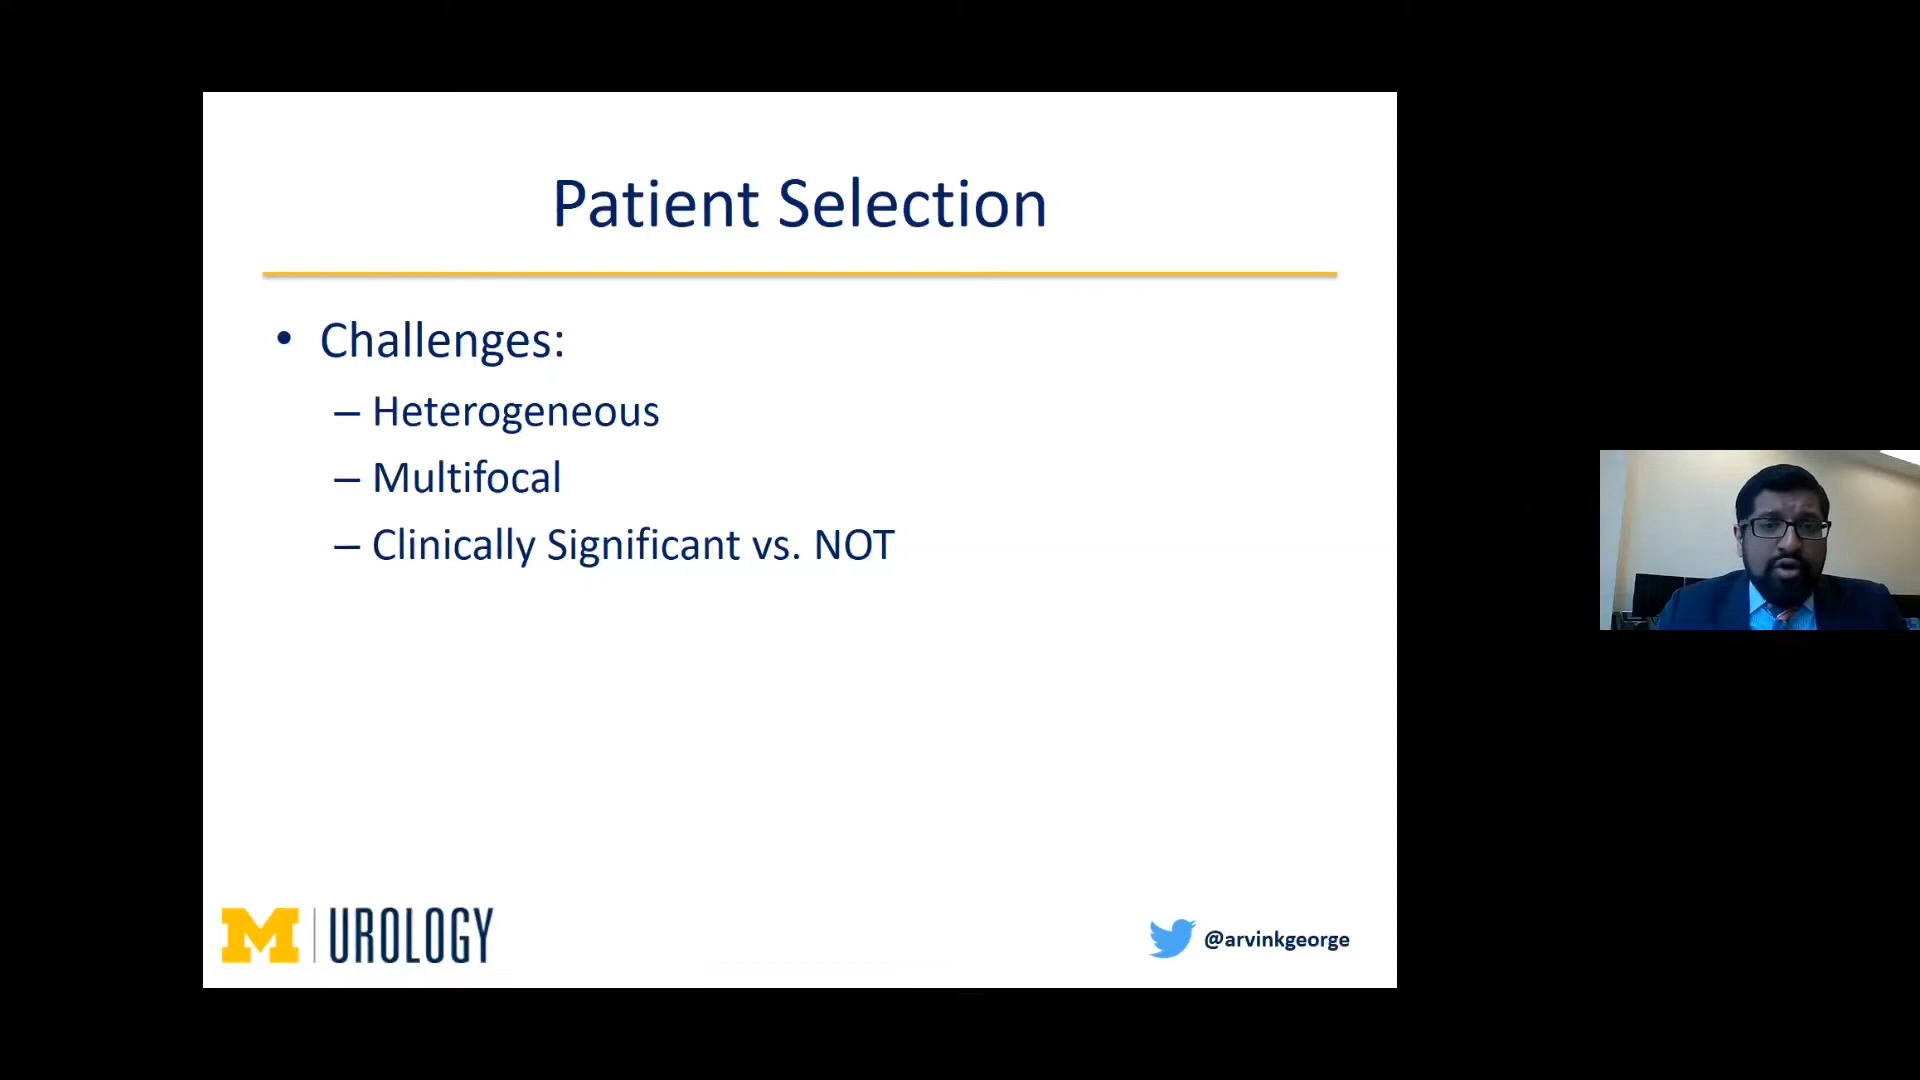 Patient Selection
• Challenges:
– Heterogeneous
– Multifocal
– Clinically Significant vs. NOT
M | UROLOGY
@arvinkgeorge